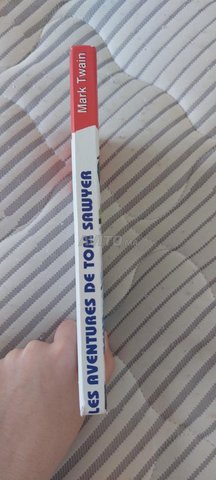 Mark Twain
LES AVENTURES DE TOM SAWYER